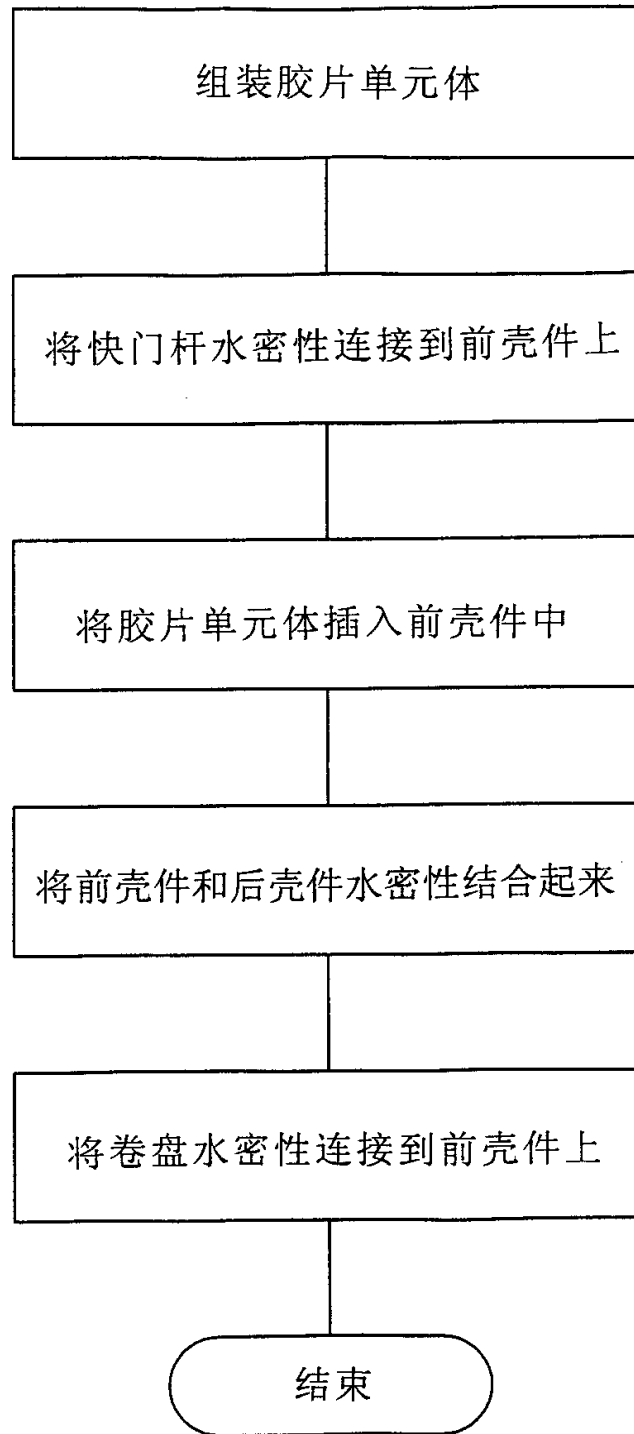 组装胶片单元体
将快门杆水密性连接到前壳件上
将胶片单元体插入前壳件中
将前壳件和后壳件水密性结合起来
将卷盘水密性连接到前壳件上
结束